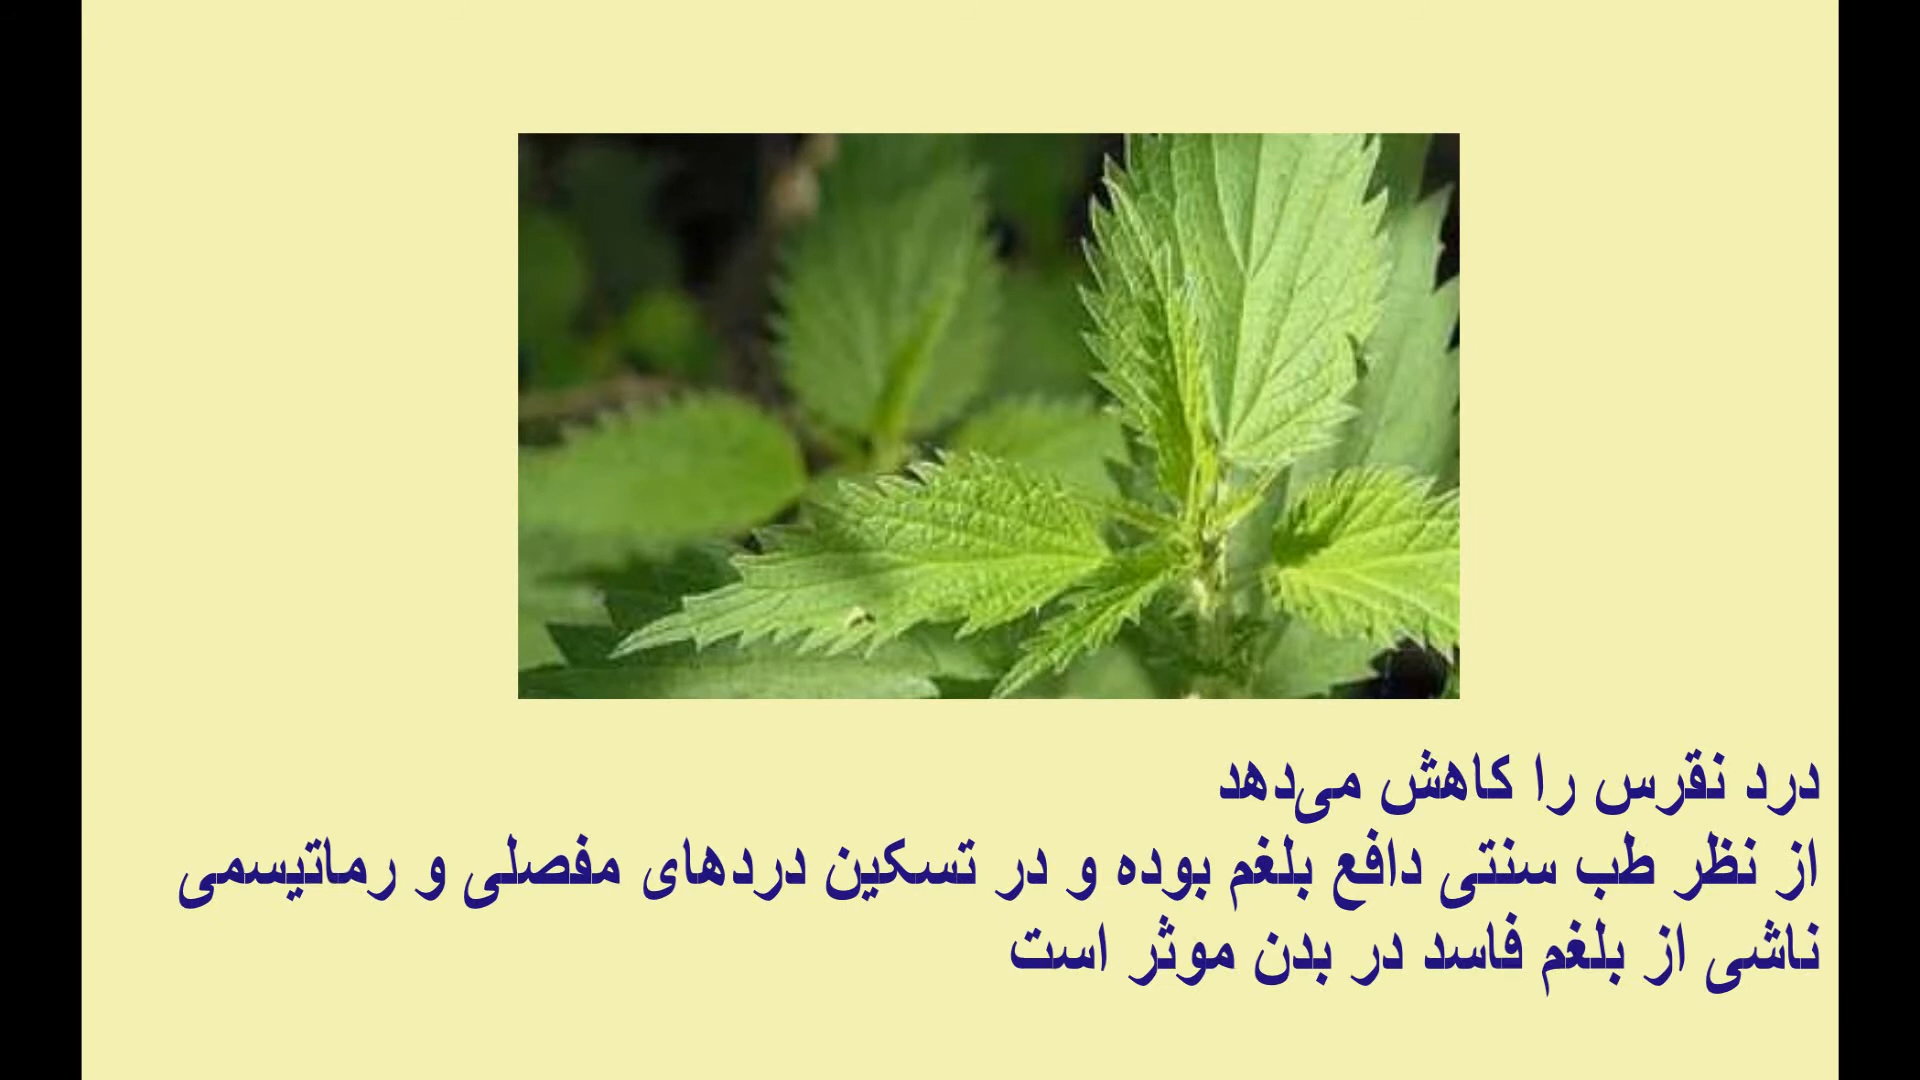 درد نقرس را کاهش می‌دهد
از نظر طب سنتی دافع بلغم بوده و در تسکین دردهای مفصلی و رماتیسمی
ناشی از بلغم فاسد در بدن موثر است